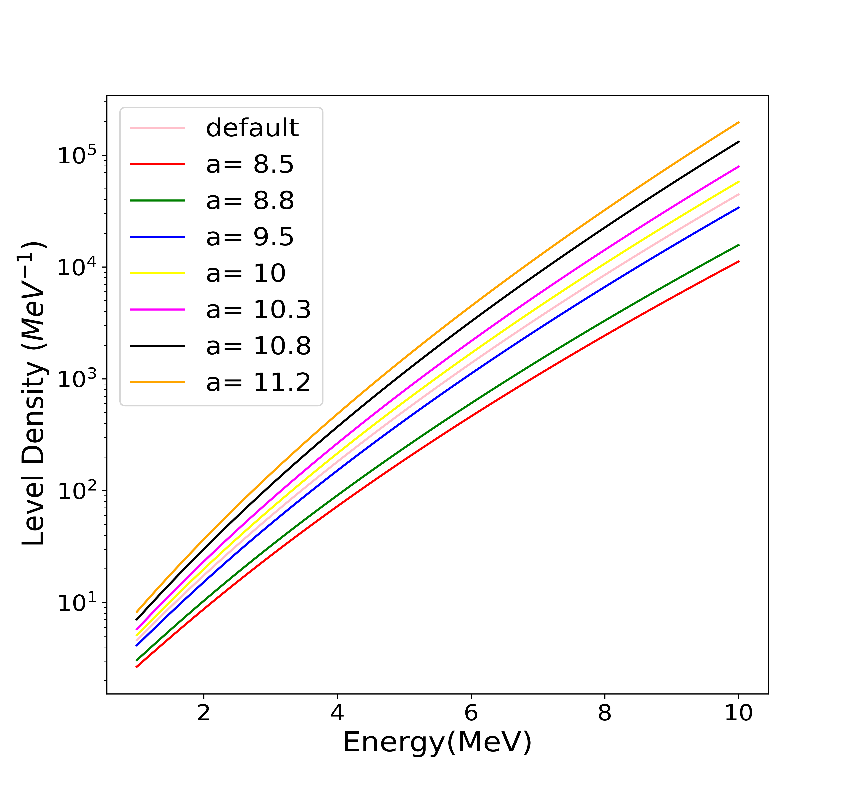 default
a= 8.5
a= 8.8
a= 9.5
a= 10
a= 10.3
a= 10.8
a= 11.2
10⁵
10⁴
10³
10²
10¹
Level Density (MeV⁻¹)
2 4 6 8 10
Energy(MeV)